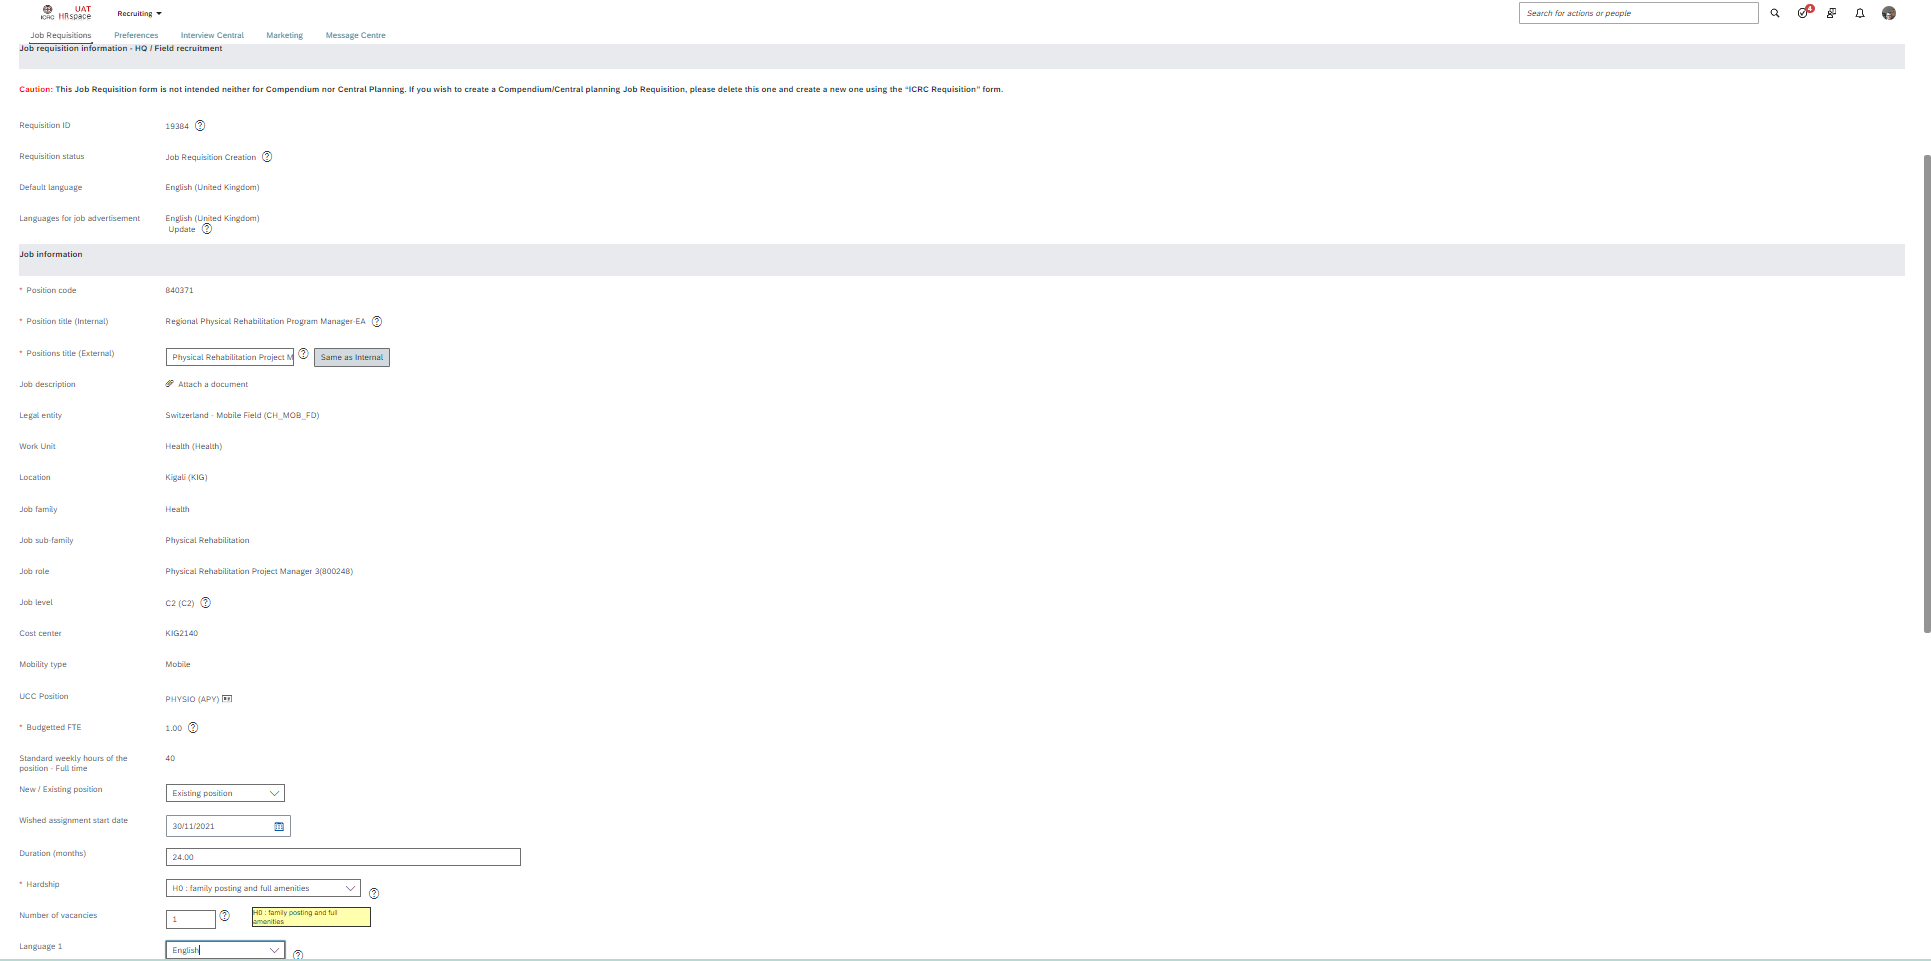 ICRC
UAT
HRspace
Recruiting
Search for actions or people
4
Job Requisitions
Preferences
Interview Central
Marketing
Message Centre
Job requisition information - HQ / Field recruitment
Caution: This Job Requisition form is not intended neither for Compendium nor Central Planning. If you wish to create a Compendium/Central planning Job Requisition, please delete this one and create a new one using the “ICRC Requisition” form.
Requisition ID
19384
Requisition status
Job Requisition Creation
Default language
English (United Kingdom)
Languages for job advertisement
English (United Kingdom)
Update
Job information
* Position code
840371
* Position title (Internal)
Regional Physical Rehabilitation Program Manager-EA
* Positions title (External)
Physical Rehabilitation Project M
Same as Internal
Job description
Attach a document
Legal entity
Switzerland - Mobile Field (CH_MOB_FD)
Work Unit
Health (Health)
Location
Kigali (KIG)
Job family
Health
Job sub-family
Physical Rehabilitation
Job role
Physical Rehabilitation Project Manager 3(800248)
Job level
C2 (C2)
Cost center
KIG2140
Mobility type
Mobile
UCC Position
PHYSIO (APY)
* Budgetted FTE
1.00
Standard weekly hours of the
position - Full time
40
New / Existing position
Existing position
Wished assignment start date
30/11/2021
Duration (months)
24.00
* Hardship
H0 : family posting and full amenities
Number of vacancies
1
H0 : family posting and full
amenities
Language 1
English